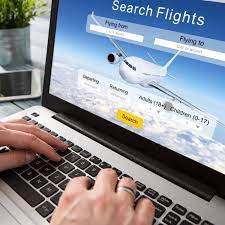 Search Flights
Flying from
Flying to
Departing
Returning
Adults (18+)
Children (0-17)
Search